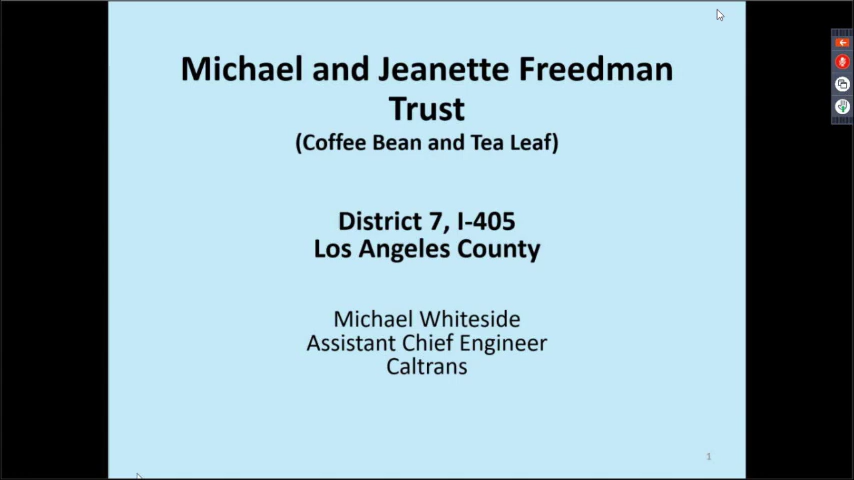 Michael and Jeanette Freedman
Trust
(Coffee Bean and Tea Leaf)
District 7, I-405
Los Angeles County
Michael Whiteside
Assistant Chief Engineer
Caltrans
1